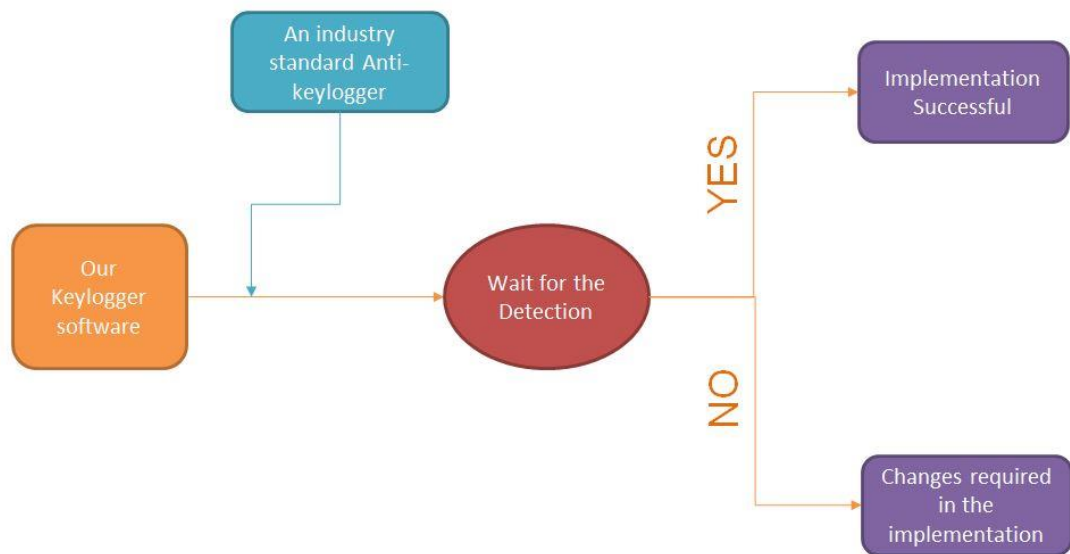 An industry
standard Anti-
keylogger
Implementation
Successful
YES
Our
Keylogger
software
Wait for the
Detection
NO
Changes required
in the
implementation